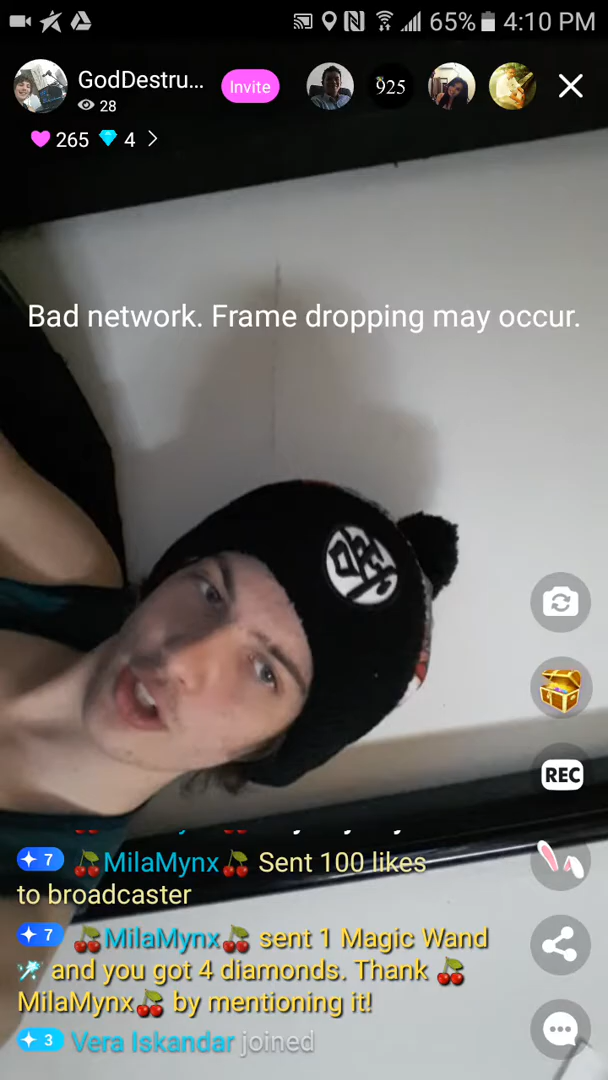 65% 4:10 PM
GodDestru... Invite 925
28
265 4
Bad network. Frame dropping may occur.
REC
7 🍒MilaMynx🍒 Sent 100 likes
to broadcaster
7 🍒MilaMynx🍒 sent 1 Magic Wand
and you got 4 diamonds. Thank 🍒
MilaMynx🍒 by mentioning it!
3 Vera Iskandar joined